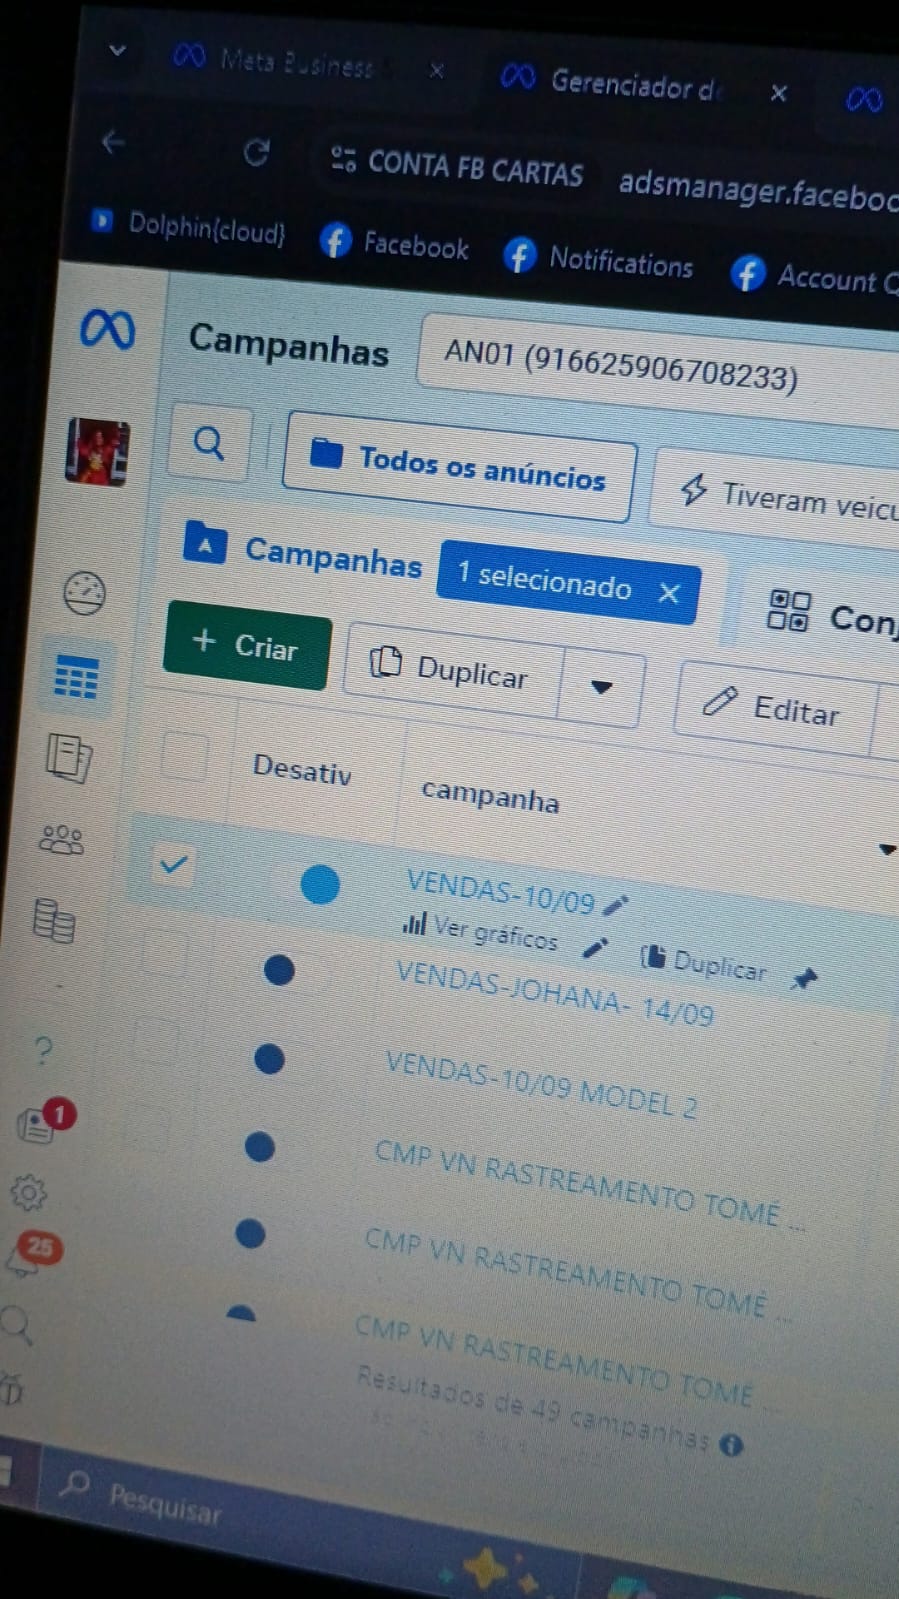 Meta Business
Gerenciador d
CONTA FB CARTAS
adsmanager.faceboo
Dolphin{cloud}
Facebook
Notifications
Account
Campanhas
AN01 (916625906708233)
Todos os anúncios
Tiveram veicu
Campanhas
1 selecionado
Conj
+ Criar
Duplicar
Editar
Desativ
campanha
VENDAS-10/09
Ver gráficos
Duplicar
VENDAS-JOHANA- 14/09
VENDAS-10/09 MODEL 2
CMP VN RASTREAMENTO TOMÉ ...
CMP VN RASTREAMENTO TOMÉ ...
CMP VN RASTREAMENTO TOMÉ ...
Resultados de 49 campanhas
1
25
Pesquisar